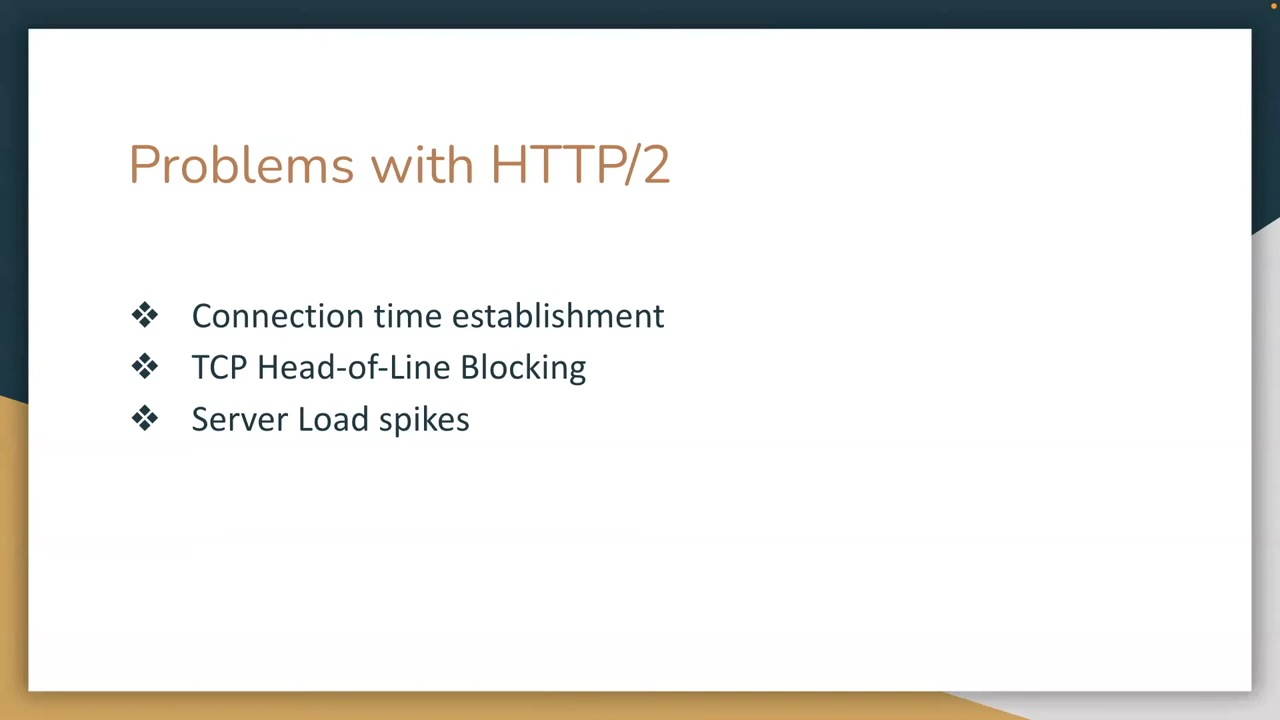 Problems with HTTP/2
❖ Connection time establishment
❖ TCP Head-of-Line Blocking
❖ Server Load spikes